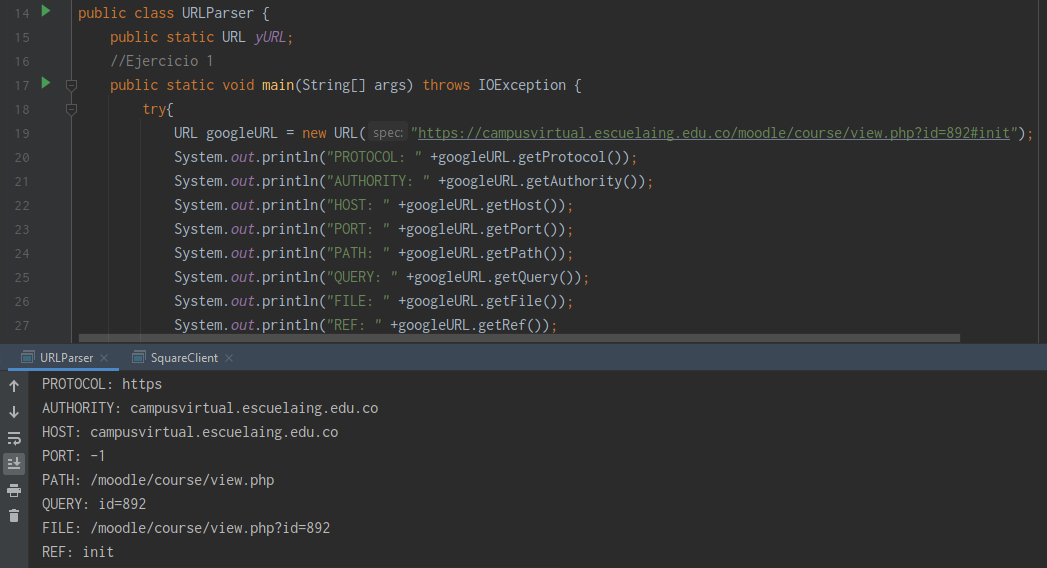 14 public class URLParser {
15 public static URL yURL;
16 //Ejercicio 1
17 public static void main(String[] args) throws IOException {
18 try{
19 URL googleURL = new URL( spec: "https://campusvirtual.escuelaing.edu.co/moodle/course/view.php?id=892#init");
20 System.out.println("PROTOCOL: " +googleURL.getProtocol());
21 System.out.println("AUTHORITY: " +googleURL.getAuthority());
22 System.out.println("HOST: " +googleURL.getHost());
23 System.out.println("PORT: " +googleURL.getPort());
24 System.out.println("PATH: " +googleURL.getPath());
25 System.out.println("QUERY: " +googleURL.getQuery());
26 System.out.println("FILE: " +googleURL.getFile());
27 System.out.println("REF: " +googleURL.getRef());
URLParser × SquareClient ×
PROTOCOL: https
AUTHORITY: campusvirtual.escuelaing.edu.co
HOST: campusvirtual.escuelaing.edu.co
PORT: -1
PATH: /moodle/course/view.php
QUERY: id=892
FILE: /moodle/course/view.php?id=892
REF: init